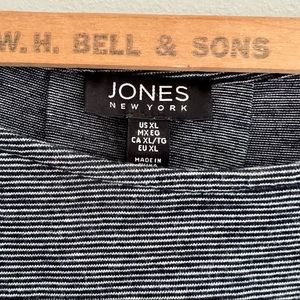 W. H. BELL & SONS
JONES
NEW YORK
US XL
MX EG
CA XL/TG
EU XL
MADE IN